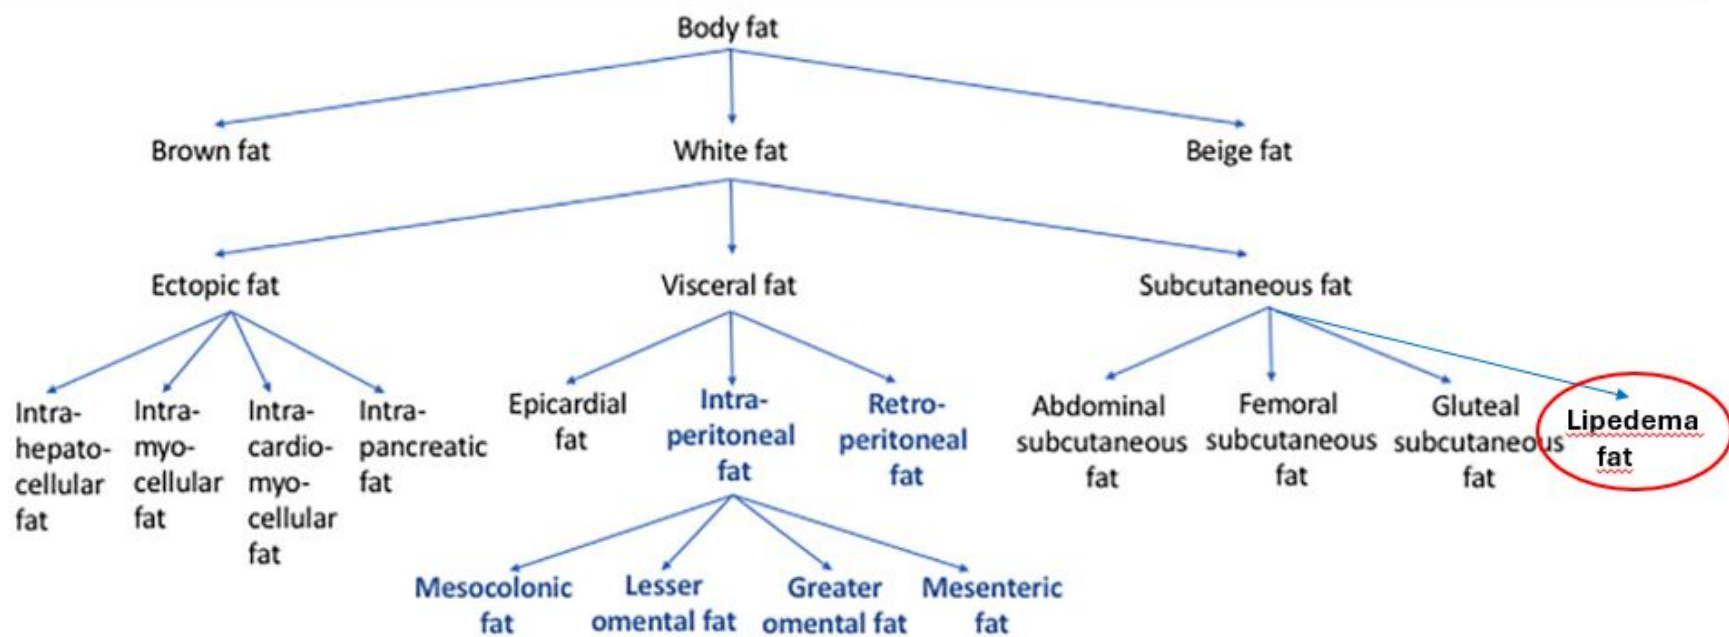 Body fat
Brown fat
White fat
Beige fat
Ectopic fat
Visceral fat
Subcutaneous fat
Intra-
hepato-
cellular
fat
Intra-
myo-
cellular
fat
Intra-
cardio-
myo-
cellular
fat
Intra-
pancreatic
fat
Epicardial
fat
Intra-
peritoneal
fat
Retro-
peritoneal
fat
Abdominal
subcutaneous
fat
Femoral
subcutaneous
fat
Gluteal
subcutaneous
fat
Lipedema
fat
Mesocolonic
fat
Lesser
omental fat
Greater
omental fat
Mesenteric
fat